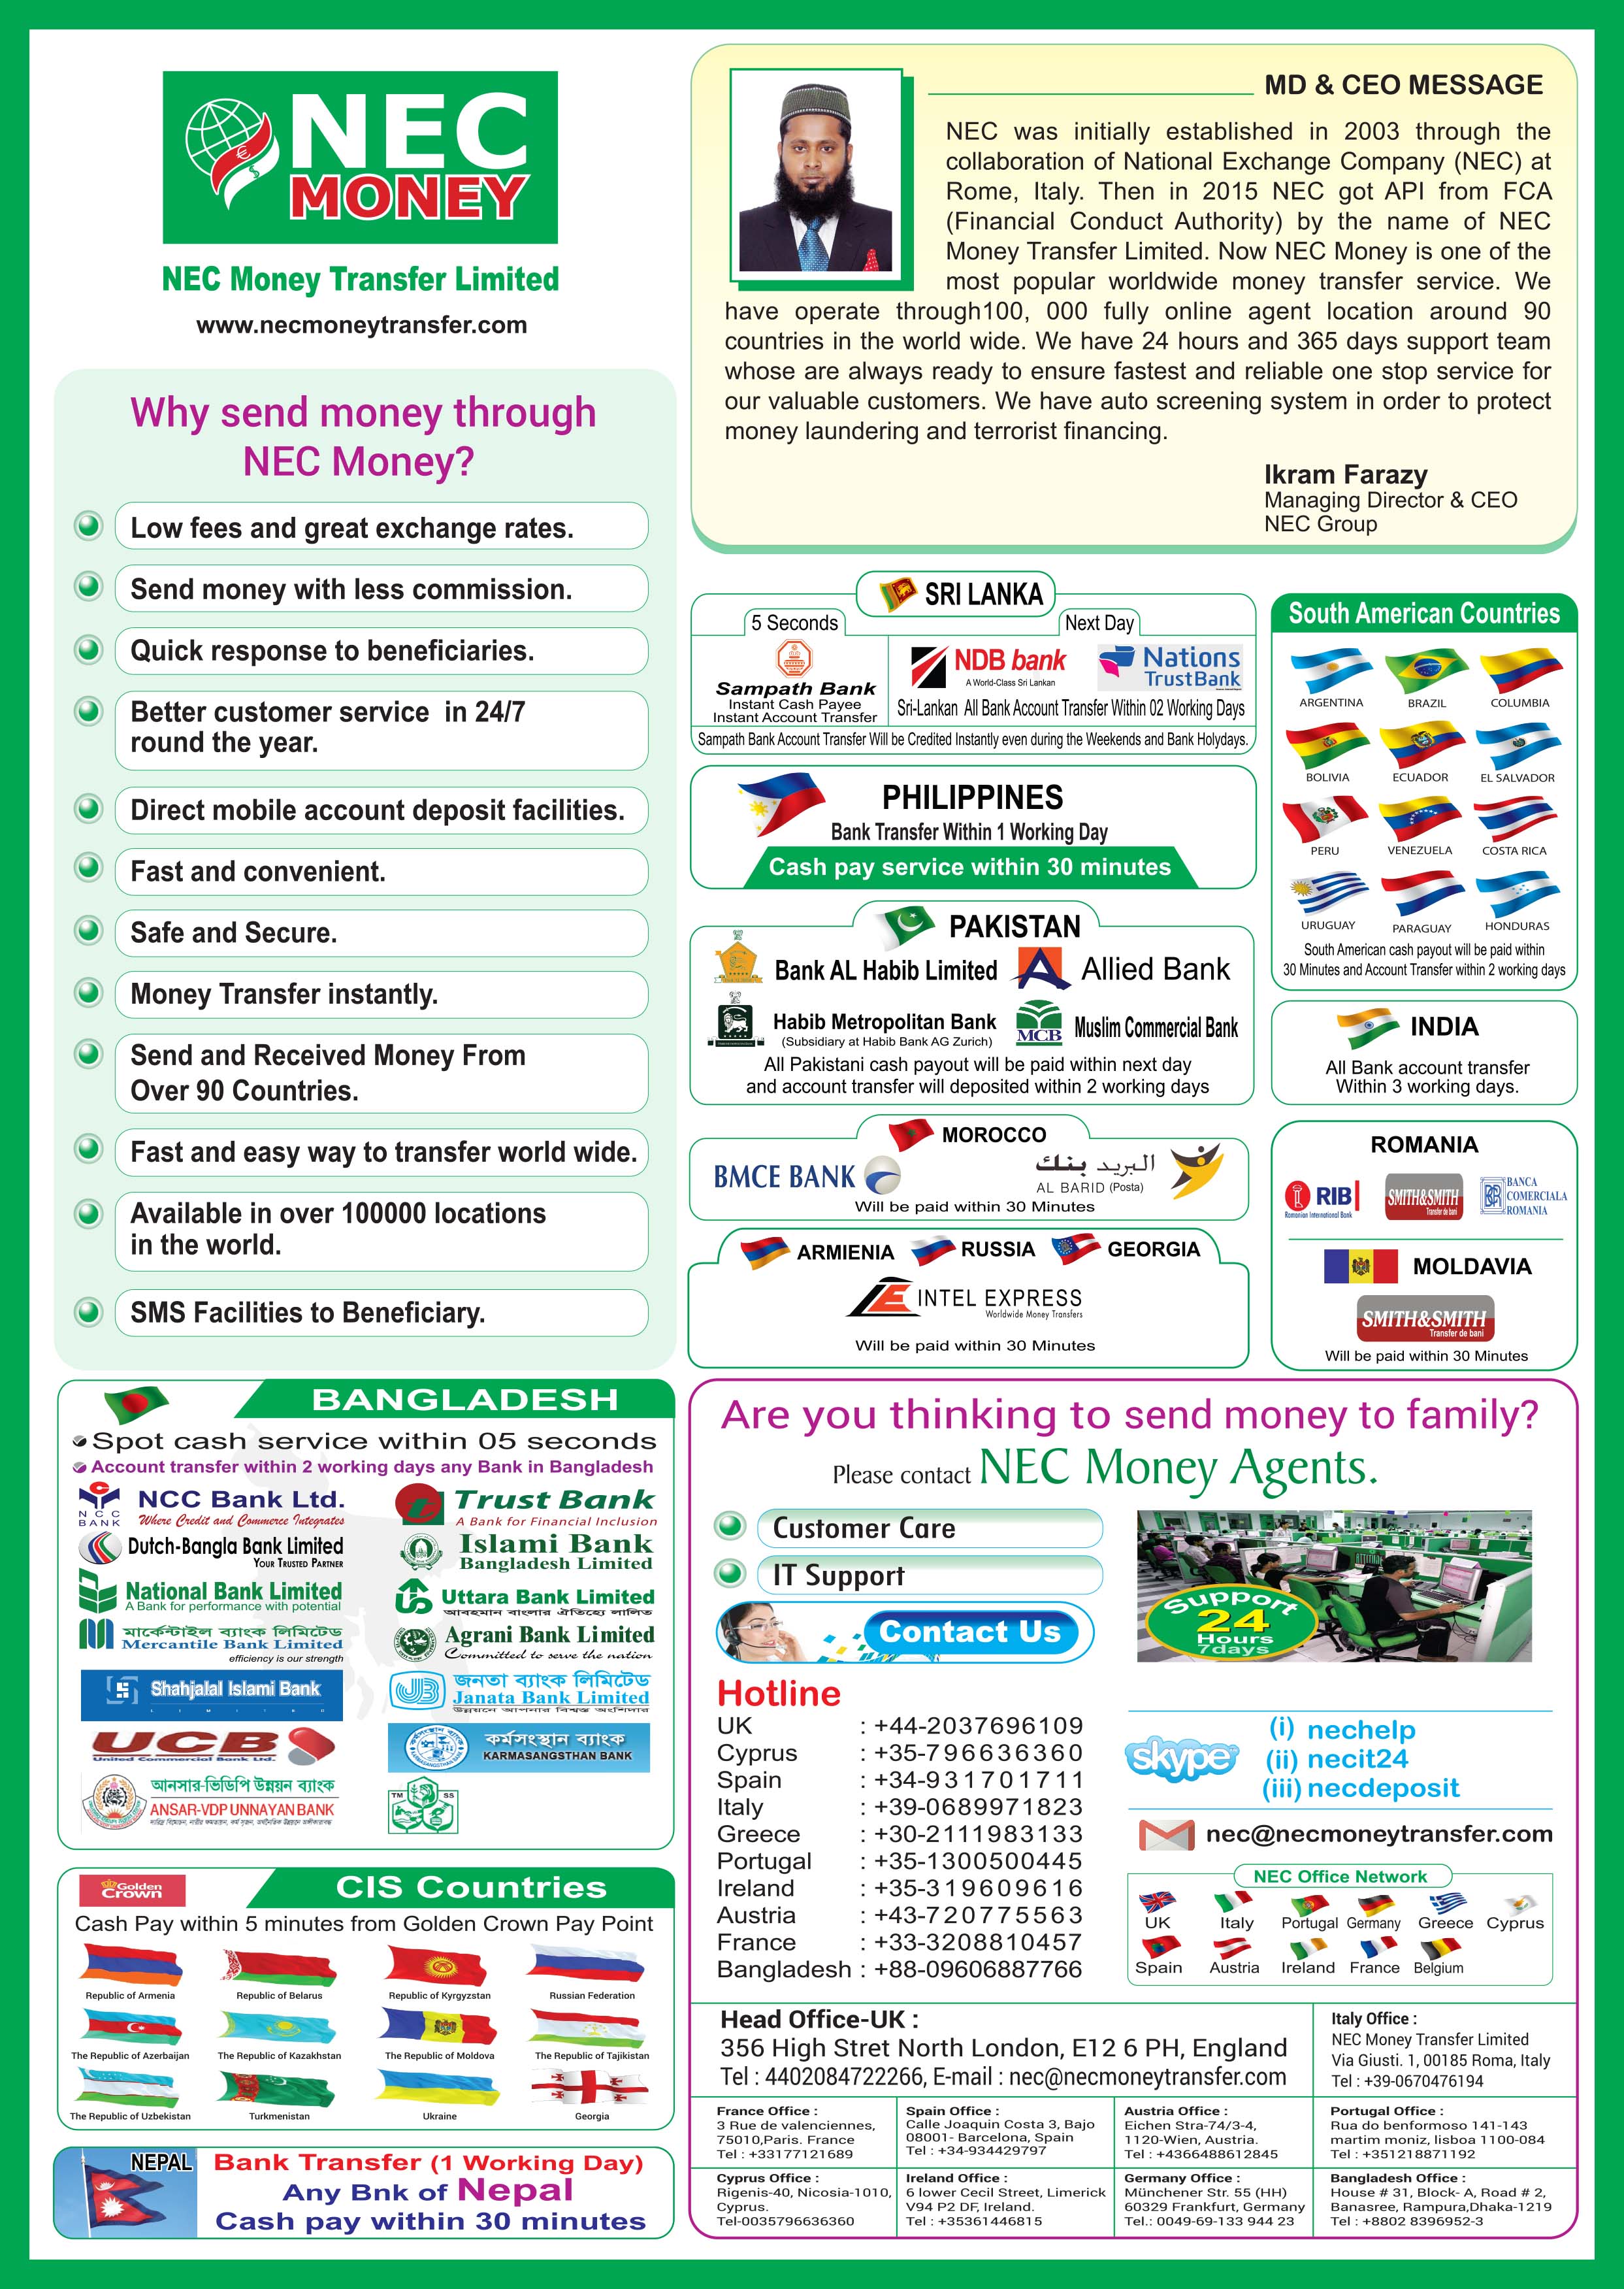 NEC
MONEY
NEC Money Transfer Limited
www.necmoneytransfer.com
MD & CEO MESSAGE
NEC was initially established in 2003 through the
collaboration of National Exchange Company (NEC) at
Rome, Italy. Then in 2015 NEC got API from FCA
(Financial Conduct Authority) by the name of NEC
Money Transfer Limited. Now NEC Money is one of the
most popular worldwide money transfer service. We
have operate through100, 000 fully online agent location around 90
countries in the world wide. We have 24 hours and 365 days support team
whose are always ready to ensure fastest and reliable one stop service for
our valuable customers. We have auto screening system in order to protect
money laundering and terrorist financing.
Ikram Farazy
Managing Director & CEO
NEC Group
Why send money through
NEC Money?
Low fees and great exchange rates.
Send money with less commission.
Quick response to beneficiaries.
Better customer service in 24/7
round the year.
Direct mobile account deposit facilities.
Fast and convenient.
Safe and Secure.
Money Transfer instantly.
Send and Received Money From
Over 90 Countries.
Fast and easy way to transfer world wide.
Available in over 100000 locations
in the world.
SMS Facilities to Beneficiary.
SRI LANKA
5 Seconds
Next Day
Sampath Bank
Instant Cash Payee
Instant Account Transfer
NDB bank
A World-Class Sri Lankan
Nations
TrustBank
Sri-Lankan All Bank Account Transfer Within 02 Working Days
Sampath Bank Account Transfer Will be Credited Instantly even during the Weekends and Bank Holydays.
South American Countries
ARGENTINA BRAZIL COLUMBIA
BOLIVIA ECUADOR EL SALVADOR
PERU VENEZUELA COSTA RICA
URUGUAY PARAGUAY HONDURAS
South American cash payout will be paid within
30 Minutes and Account Transfer within 2 working days
PHILIPPINES
Bank Transfer Within 1 Working Day
Cash pay service within 30 minutes
PAKISTAN
Bank AL Habib Limited
Allied Bank
Habib Metropolitan Bank
(Subsidiary at Habib Bank AG Zurich)
MCB
Muslim Commercial Bank
All Pakistani cash payout will be paid within next day
and account transfer will deposited within 2 working days
INDIA
All Bank account transfer
Within 3 working days.
MOROCCO
BMCE BANK
البريد بنك
AL BARID (Posta)
Will be paid within 30 Minutes
ARMIENIA RUSSIA GEORGIA
INTEL EXPRESS
Worldwide Money Transfers
Will be paid within 30 Minutes
ROMANIA
RIB
Romanian International Bank
SMITH&SMITH
Transfer de bani
BCR
BANCA
COMERCIALA
ROMANIA
MOLDAVIA
SMITH&SMITH
Transfer de bani
Will be paid within 30 Minutes
BANGLADESH
Spot cash service within 05 seconds
Account transfer within 2 working days any Bank in Bangladesh
NCC
BANK
NCC Bank Ltd.
Where Credit and Commerce Integrates
Trust Bank
A Bank for Financial Inclusion
Dutch-Bangla Bank Limited
YOUR TRUSTED PARTNER
Islami Bank
Bangladesh Limited
National Bank Limited
A Bank for performance with potential
Uttara Bank Limited
আবহমান বাংলার ঐতিহ্যে লালিত
মার্কেন্টাইল ব্যাংক লিমিটেড
Mercantile Bank Limited
efficiency is our strength
Agrani Bank Limited
Committed to serve the nation
Shahjalal Islami Bank
LIMITED
JB
জনতা ব্যাংক লিমিটেড
Janata Bank Limited
উন্নয়নে আপনার বিশ্বস্ত অংশিদার
UCB
United Commercial Bank Ltd.
কর্মসংস্থান ব্যাংক
KARMASANGSTHAN BANK
আনসার-ভিডিপি উন্নয়ন ব্যাংক
ANSAR-VDP UNNAYAN BANK
TM SS
Golden
Crown
CIS Countries
Cash Pay within 5 minutes from Golden Crown Pay Point
Republic of Armenia Republic of Belarus Republic of Kyrgyzstan Russian Federation
The Republic of Azerbaijan The Republic of Kazakhstan The Republic of Moldova The Republic of Tajikistan
The Republic of Uzbekistan Turkmenistan Ukraine Georgia
NEPAL
Bank Transfer (1 Working Day)
Any Bnk of Nepal
Cash pay within 30 minutes
Are you thinking to send money to family?
Please contact NEC Money Agents.
Customer Care
IT Support
Contact Us
Support
24
Hours
7days
Hotline
UK : +44-2037696109
Cyprus : +35-796636360
Spain : +34-931701711
Italy : +39-0689971823
Greece : +30-2111983133
Portugal : +35-1300500445
Ireland : +35-319609616
Austria : +43-720775563
France : +33-3208810457
Bangladesh : +88-09606887766
skype
(i) nechelp
(ii) necit24
(iii) necdeposit
nec@necmoneytransfer.com
NEC Office Network
UK Italy Portugal Germany Greece Cyprus
Spain Austria Ireland France Belgium
Head Office-UK :
356 High Stret North London, E12 6 PH, England
Tel : 4402084722266, E-mail : nec@necmoneytransfer.com
Italy Office :
NEC Money Transfer Limited
Via Giusti. 1, 00185 Roma, Italy
Tel : +39-0670476194
France Office :
3 Rue de valenciennes,
75010,Paris. France
Tel : +33177121689
Spain Office :
Calle Joaquin Costa 3, Bajo
08001- Barcelona, Spain
Tel : +34-934429797
Austria Office :
Eichen Stra-74/3-4,
1120-Wien, Austria.
Tel : +4366488612845
Portugal Office :
Rua do benformoso 141-143
martim moniz, lisboa 1100-084
Tel : +351218871192
Cyprus Office :
Rigenis-40, Nicosia-1010,
Cyprus.
Tel-0035796636360
Ireland Office :
6 lower Cecil Street, Limerick
V94 P2 DF, Ireland.
Tel : +35361446815
Germany Office :
Münchener Str. 55 (HH)
60329 Frankfurt, Germany
Tel.: 0049-69-133 944 23
Bangladesh Office :
House # 31, Block- A, Road # 2,
Banasree, Rampura,Dhaka-1219
Tel : +8802 8396952-3